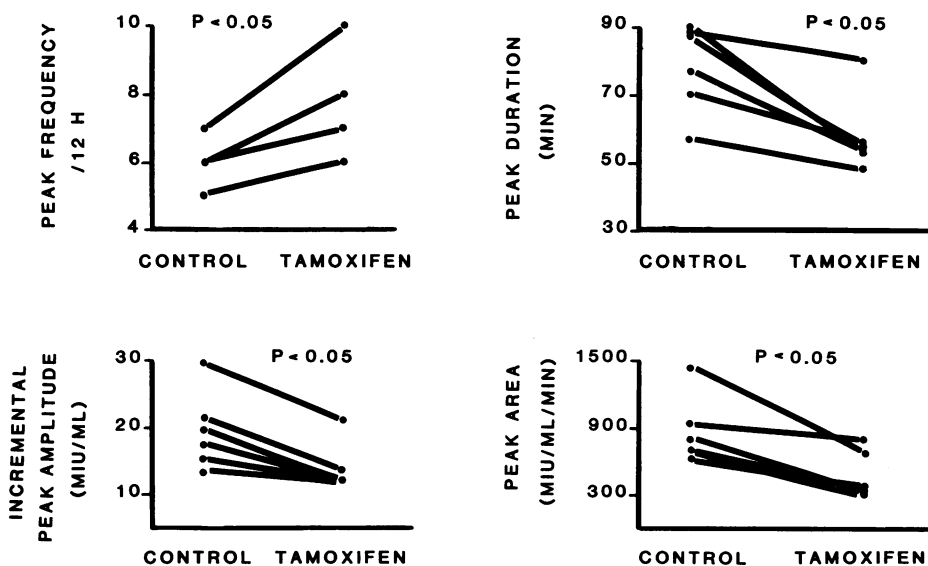 PEAK FREQUENCY
/12 H
P < 0.05
10
8
6
4
CONTROL TAMOXIFEN
PEAK DURATION
(MIN)
P < 0.05
90
70
50
30
CONTROL TAMOXIFEN
INCREMENTAL
PEAK AMPLITUDE
(MIU/ML)
P < 0.05
30
20
10
CONTROL TAMOXIFEN
PEAK AREA
(MIU/ML/MIN)
P < 0.05
1500
900
300
CONTROL TAMOXIFEN